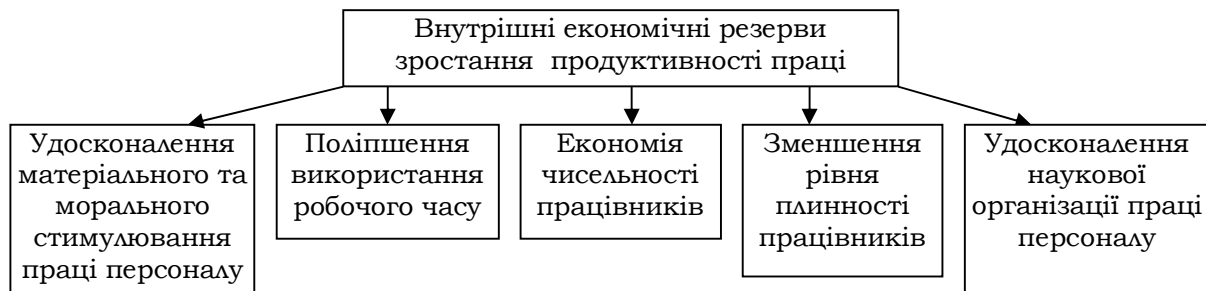 Внутрішні економічні резерви
зростання продуктивності праці
Удосконалення
матеріального та
морального
стимулювання
праці персоналу
Поліпшення
використання
робочого часу
Економія
чисельності
працівників
Зменшення
рівня
плинності
працівників
Удосконалення
наукової
організації праці
персоналу